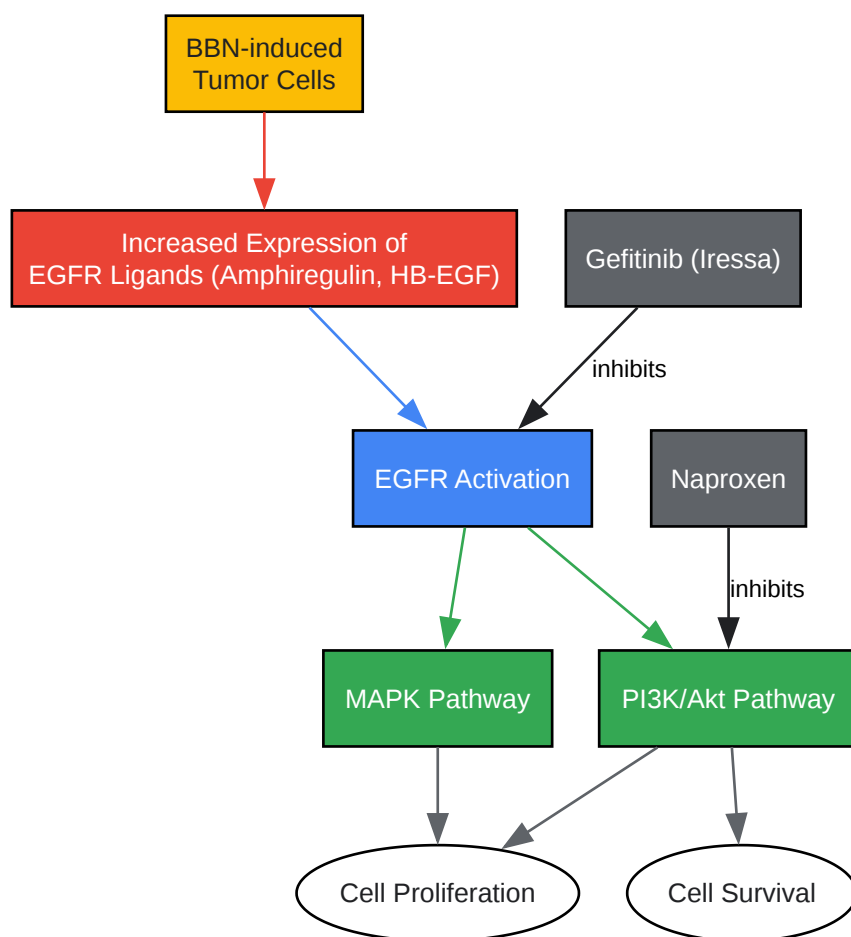 BBN-induced
Tumor Cells
Increased Expression of
EGFR Ligands (Amphiregulin, HB-EGF)
Gefitinib (Iressa)
inhibits
EGFR Activation
Naproxen
inhibits
MAPK Pathway
PI3K/Akt Pathway
Cell Proliferation
Cell Survival